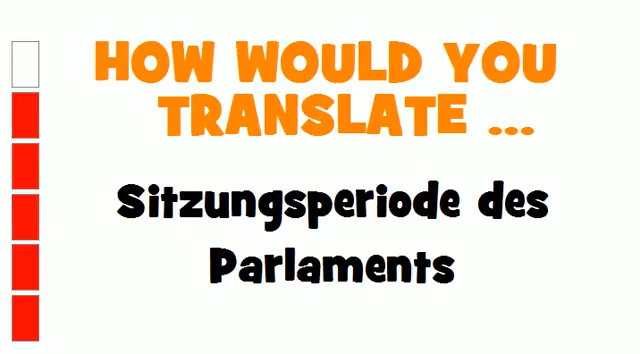 HOW WOULD YOU
TRANSLATE ...
Sitzungsperiode des
Parlaments